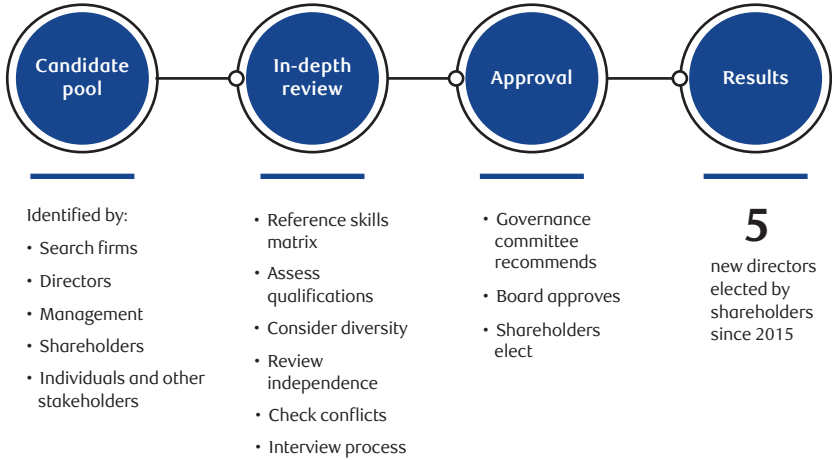 Candidate
pool
In-depth
review
Approval
Results
Identified by:
• Search firms
• Directors
• Management
• Shareholders
• Individuals and other
stakeholders
• Reference skills
matrix
• Assess
qualifications
• Consider diversity
• Review
independence
• Check conflicts
• Interview process
• Governance
committee
recommends
• Board approves
• Shareholders
elect
5
new directors
elected by
shareholders
since 2015